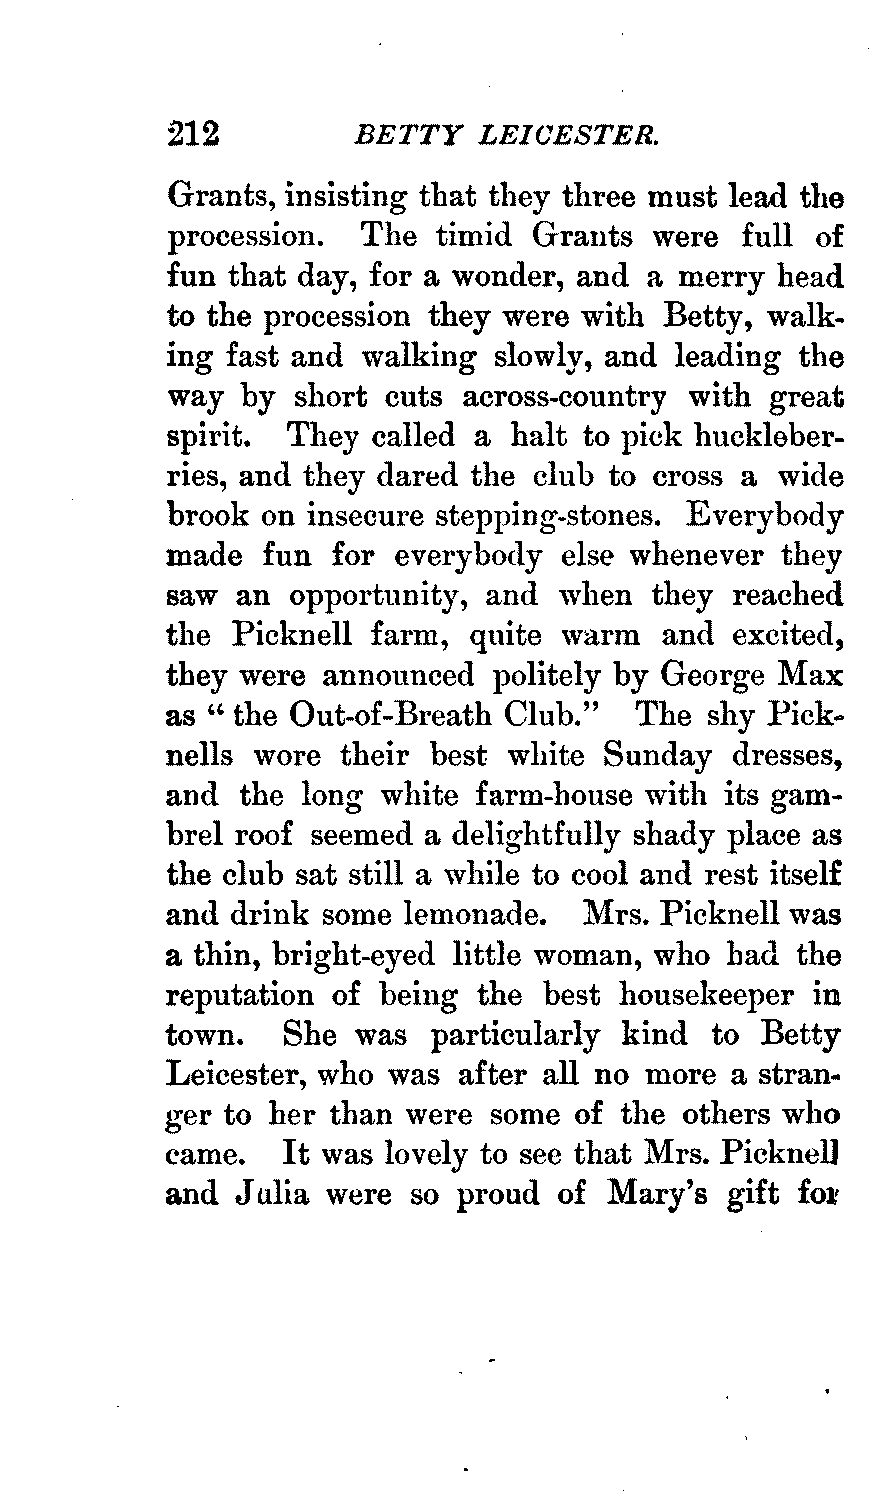 212 BETTY LEICESTER.
Grants, insisting that they three must lead the
procession. The timid Grants were full of
fun that day, for a wonder, and a merry head
to the procession they were with Betty, walk-
ing fast and walking slowly, and leading the
way by short cuts across-country with great
spirit. They called a halt to pick huckleber-
ries, and they dared the club to cross a wide
brook on insecure stepping-stones. Everybody
made fun for everybody else whenever they
saw an opportunity, and when they reached
the Picknell farm, quite warm and excited,
they were announced politely by George Max
as “ the Out-of-Breath Club.” The shy Pick-
nells wore their best white Sunday dresses,
and the long white farm-house with its gam-
brel roof seemed a delightfully shady place as
the club sat still a while to cool and rest itself
and drink some lemonade. Mrs. Picknell was
a thin, bright-eyed little woman, who had the
reputation of being the best housekeeper in
town. She was particularly kind to Betty
Leicester, who was after all no more a stran-
ger to her than were some of the others who
came. It was lovely to see that Mrs. Picknell
and Julia were so proud of Mary's gift for